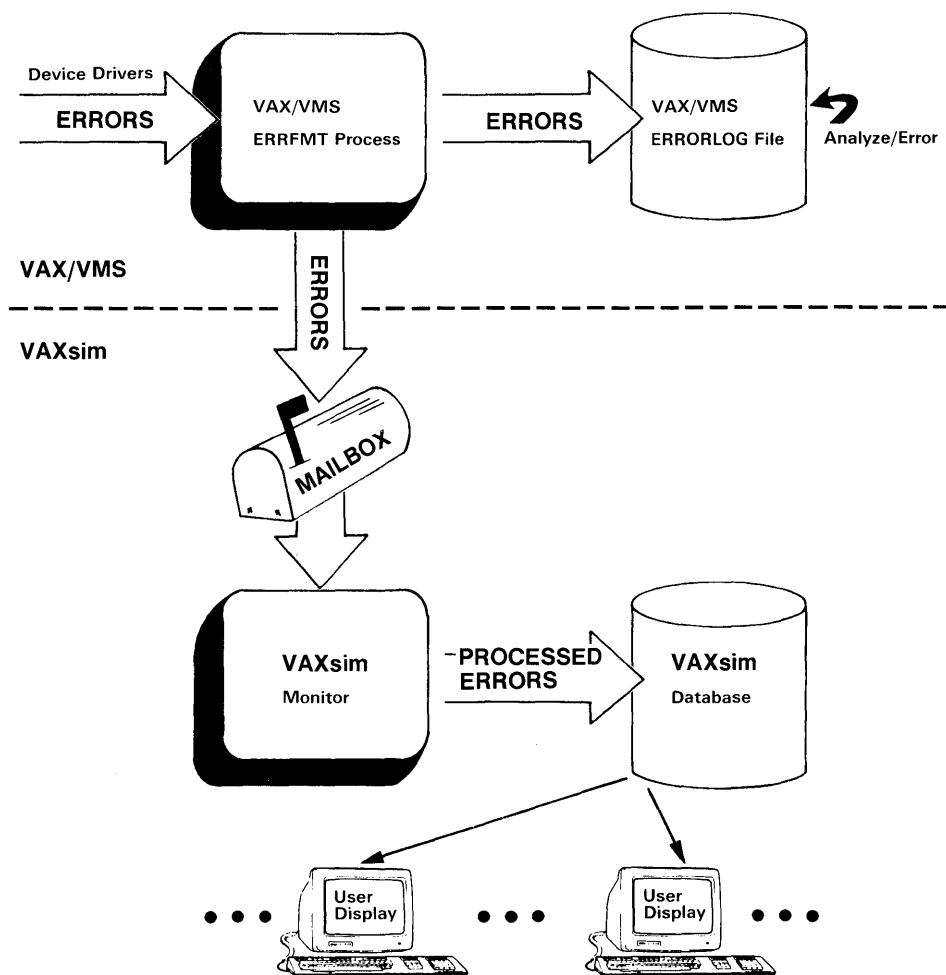 Device Drivers
ERRORS
VAX/VMS
ERRFMT Process
ERRORS
VAX/VMS
ERRORLOG File
Analyze/Error
VAX/VMS
ERRORS
VAXsim
MAILBOX
VAXsim
Monitor
PROCESSED
ERRORS
VAXsim
Database
User
Display
User
Display